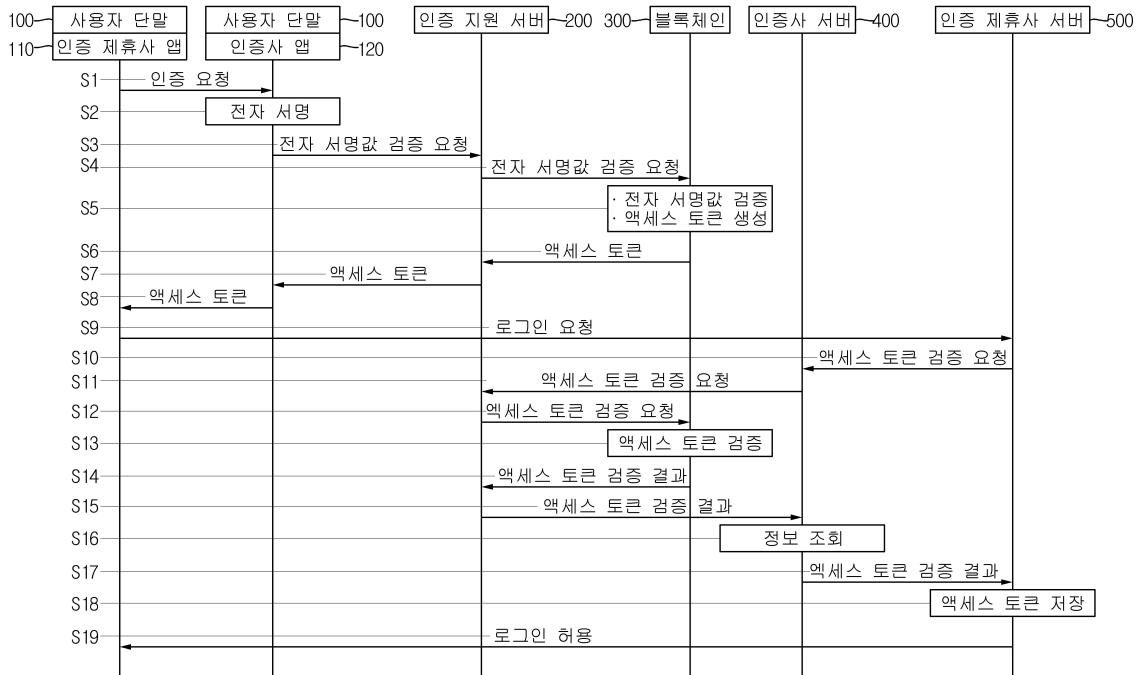 100 사용자 단말 사용자 단말 100 인증 지원 서버 200 300 블록체인 인증사 서버 400 인증 제휴사 서버 500
110 인증 제휴사 앱 인증사 앱 120
S1 인증 요청
S2 전자 서명
S3 전자 서명값 검증 요청
S4 전자 서명값 검증 요청
· 전자 서명값 검증
S5
· 액세스 토큰 생성
S6 액세스 토큰
S7 액세스 토큰
S8 액세스 토큰
S9 로그인 요청
S10 액세스 토큰 검증 요청
S11 액세스 토큰 검증 요청
S12 엑세스 토큰 검증 요청
S13 액세스 토큰 검증
S14 액세스 토큰 검증 결과
S15 액세스 토큰 검증 결과
S16 정보 조회
S17 엑세스 토큰 검증 결과
S18 액세스 토큰 저장
S19 로그인 허용